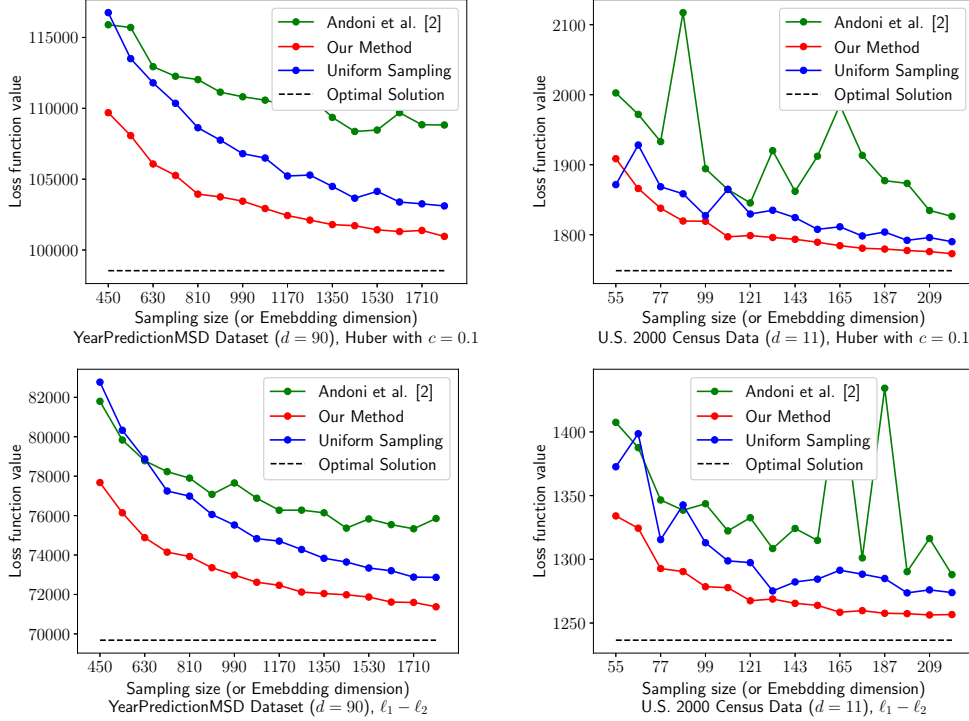 115000
110000
105000
100000
Loss function value
Andoni et al. [2]
Our Method
Uniform Sampling
Optimal Solution
450 630 810 990 1170 1350 1530 1710
Sampling size (or Emebdding dimension)
YearPredictionMSD Dataset (d = 90), Huber with c = 0.1
2100
2000
1900
1800
Loss function value
Andoni et al. [2]
Our Method
Uniform Sampling
Optimal Solution
55 77 99 121 143 165 187 209
Sampling size (or Emebdding dimension)
U.S. 2000 Census Data (d = 11), Huber with c = 0.1
82000
80000
78000
76000
74000
72000
70000
Loss function value
Andoni et al. [2]
Our Method
Uniform Sampling
Optimal Solution
450 630 810 990 1170 1350 1530 1710
Sampling size (or Emebdding dimension)
YearPredictionMSD Dataset (d = 90), ℓ₁ − ℓ₂
1400
1350
1300
1250
Loss function value
Andoni et al. [2]
Our Method
Uniform Sampling
Optimal Solution
55 77 99 121 143 165 187 209
Sampling size (or Emebdding dimension)
U.S. 2000 Census Data (d = 11), ℓ₁ − ℓ₂